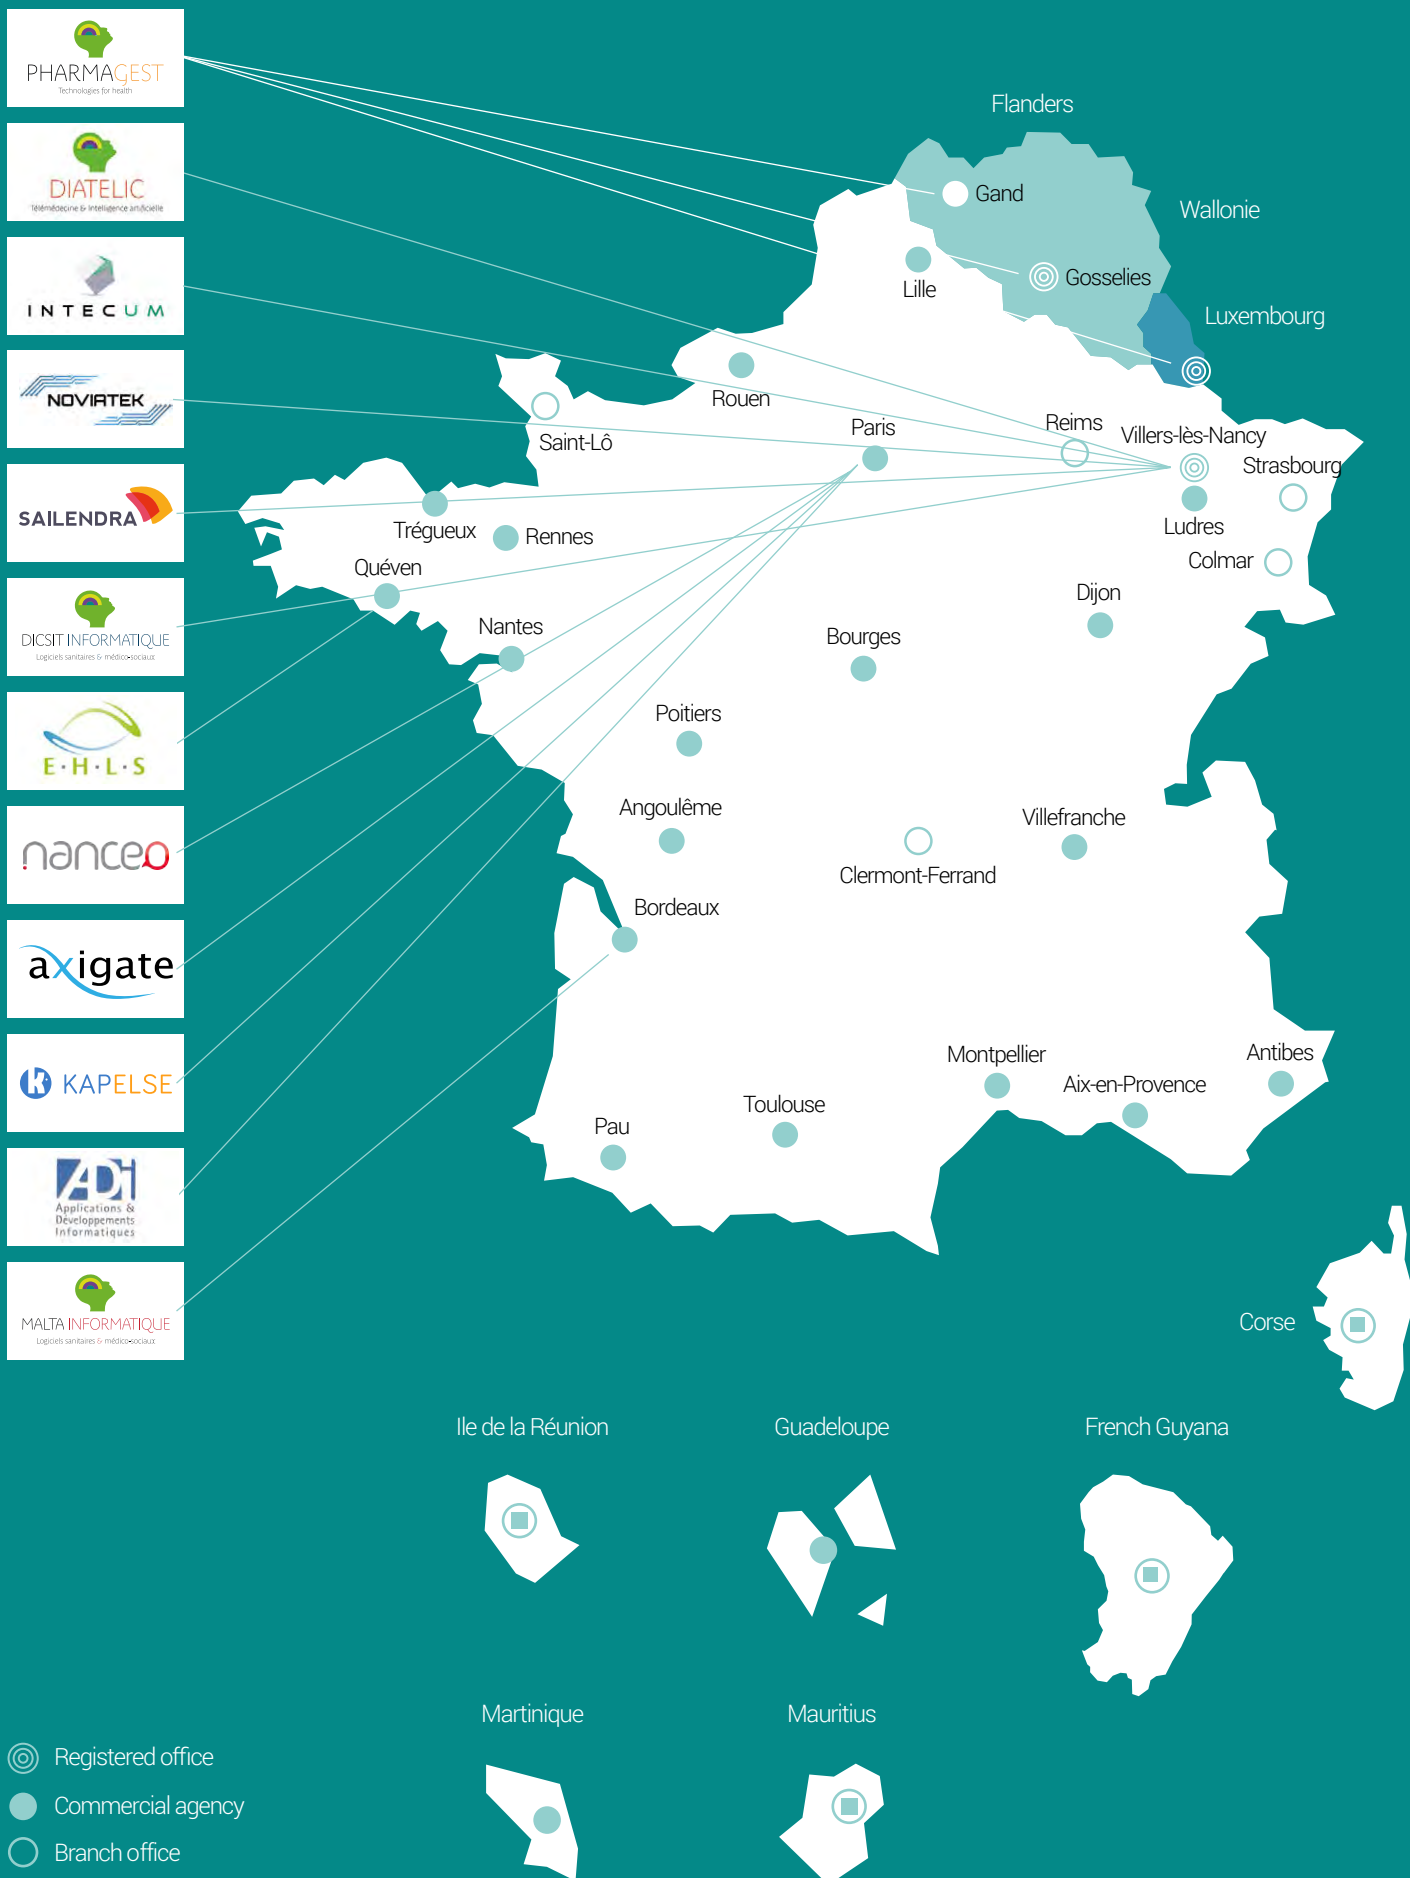 PHARMAGEST
Technologies for health
DIATELIC
Télémédecine & Intelligence artificielle
INTECUM
NOVIATEK
SAILENDRA
DICSIT INFORMATIQUE
Logiciels sanitaires & médico-sociaux
E·H·L·S
nanceo
axigate
KAPELSE
ADi
Applications &
Développements
Informatiques
MALTA INFORMATIQUE
Logiciels sanitaires & médico-sociaux
Flanders
Gand
Wallonie
Gosselies
Lille
Luxembourg
Rouen
Saint-Lô
Paris
Reims
Villers-lès-Nancy
Strasbourg
Trégueux
Rennes
Ludres
Colmar
Quéven
Dijon
Nantes
Bourges
Poitiers
Angoulême
Villefranche
Clermont-Ferrand
Bordeaux
Montpellier
Antibes
Aix-en-Provence
Toulouse
Pau
Corse
Ile de la Réunion
Guadeloupe
French Guyana
Martinique
Mauritius
Registered office
Commercial agency
Branch office